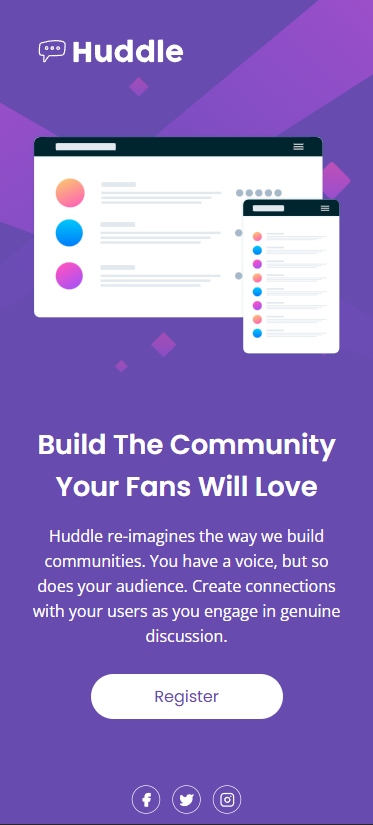 Huddle
Build The Community
Your Fans Will Love
Huddle re-imagines the way we build
communities. You have a voice, but so
does your audience. Create connections
with your users as you engage in genuine
discussion.
Register